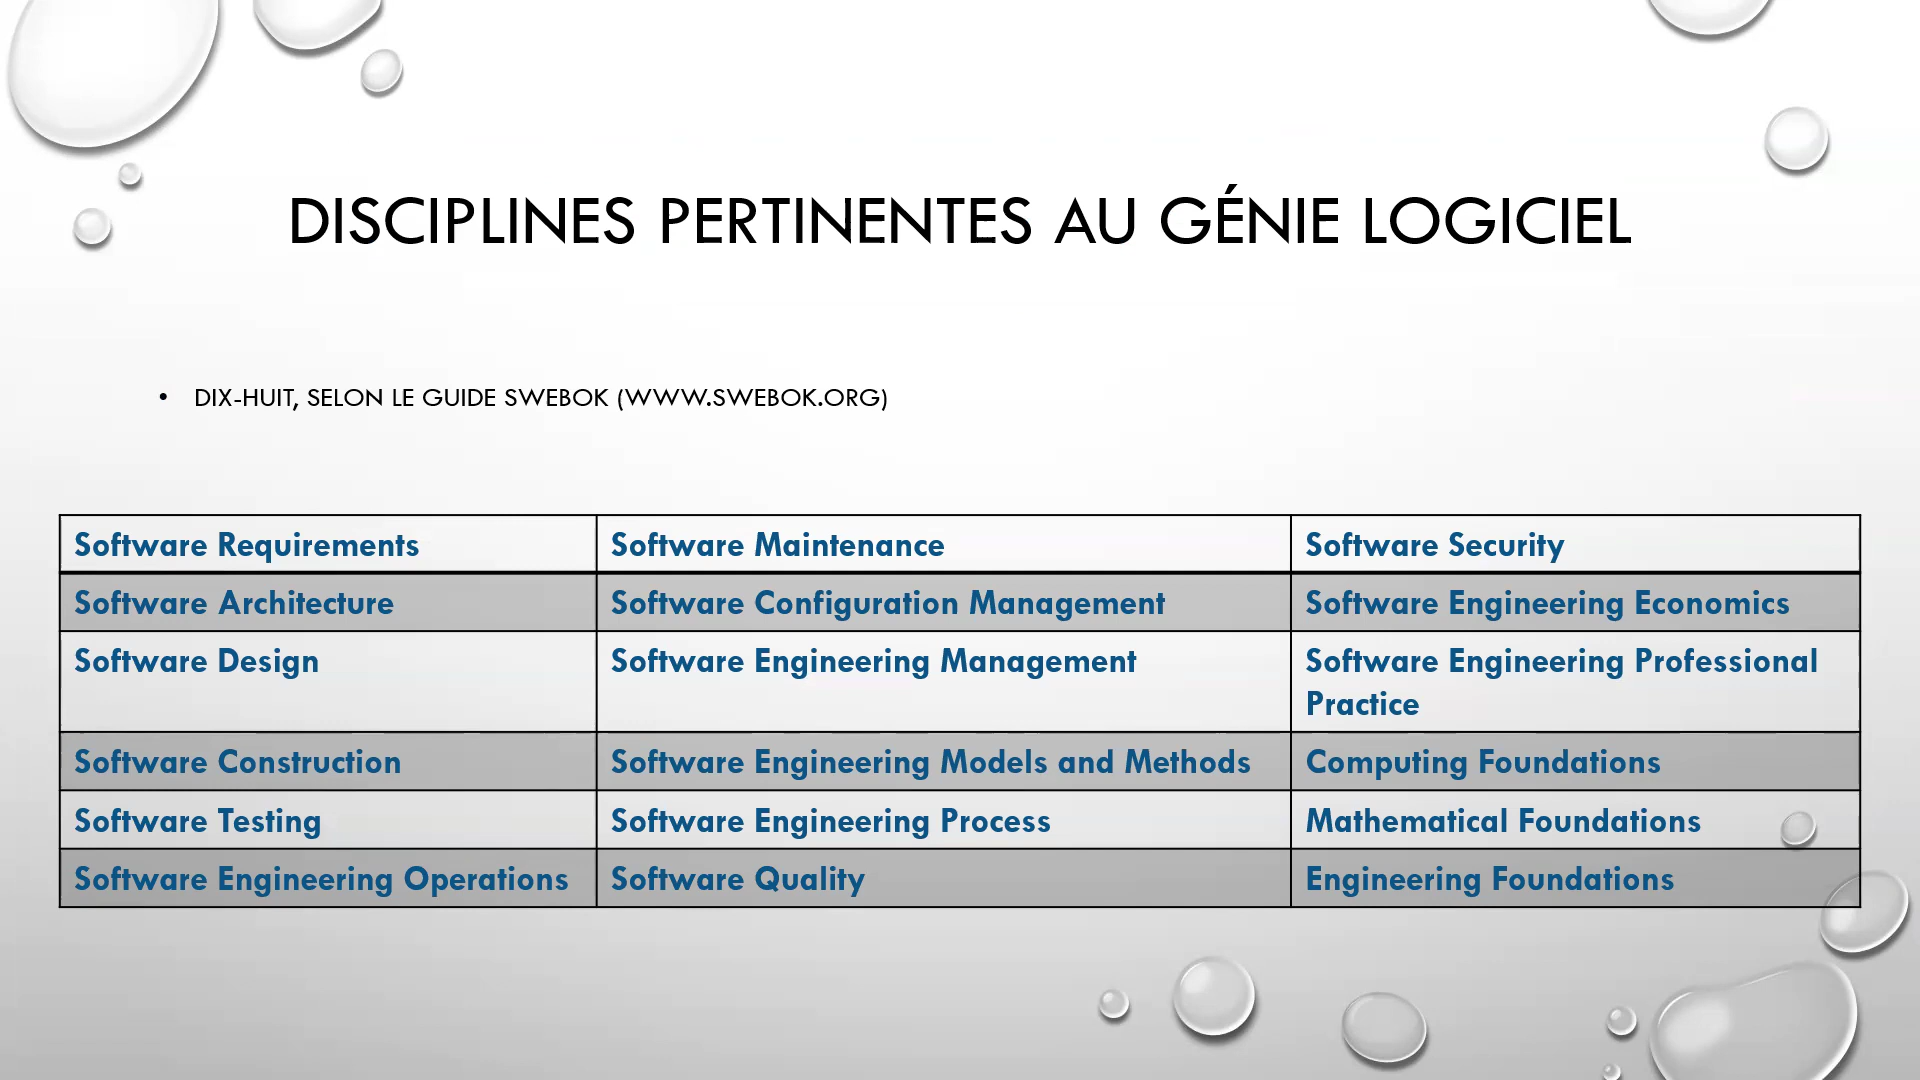 DISCIPLINES PERTINENTES AU GÉNIE LOGICIEL
• DIX-HUIT, SELON LE GUIDE SWEBOK (WWW.SWEBOK.ORG)
Software Requirements
Software Maintenance
Software Security
Software Architecture
Software Configuration Management
Software Engineering Economics
Software Design
Software Engineering Management
Software Engineering Professional
Practice
Software Construction
Software Engineering Models and Methods
Computing Foundations
Software Testing
Software Engineering Process
Mathematical Foundations
Software Engineering Operations
Software Quality
Engineering Foundations